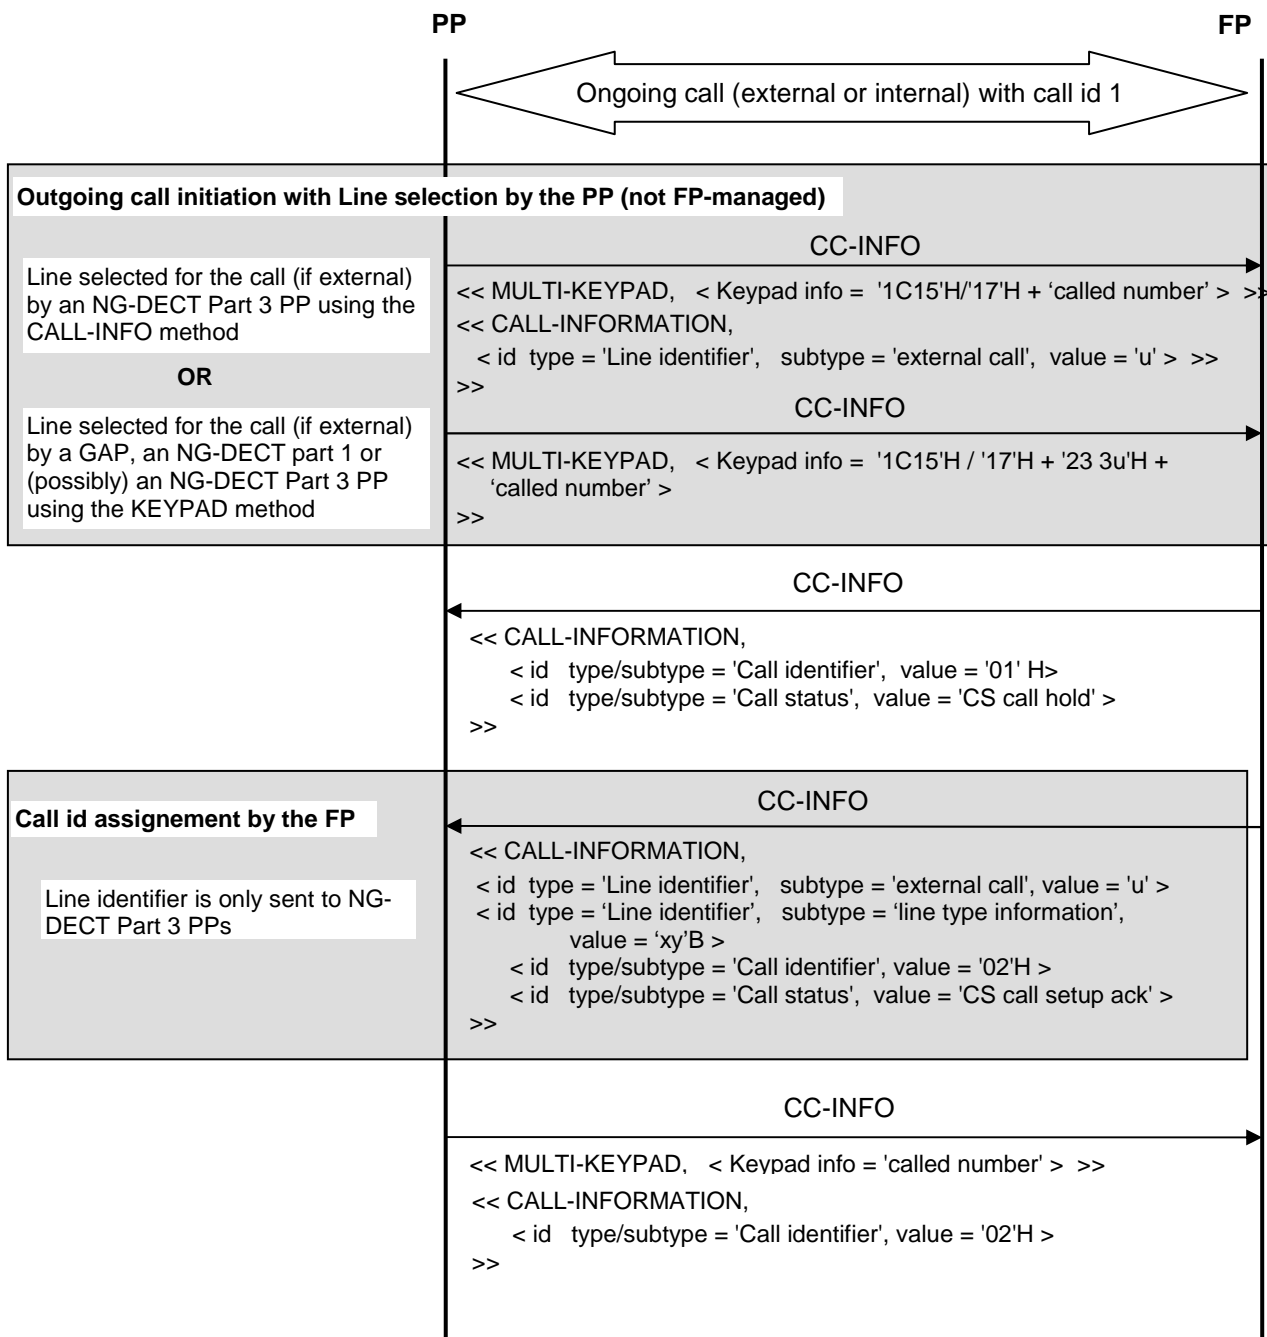 PP
FP
Ongoing call (external or internal) with call id 1
Outgoing call initiation with Line selection by the PP (not FP-managed)
CC-INFO
Line selected for the call (if external)
by an NG-DECT Part 3 PP using the
CALL-INFO method
<< MULTI-KEYPAD, < Keypad info = '1C15'H/'17'H + ‘called number’ > >>
<< CALL-INFORMATION,
< id type = 'Line identifier', subtype = 'external call', value = 'u' > >>
>>
OR
CC-INFO
Line selected for the call (if external)
by a GAP, an NG-DECT part 1 or
(possibly) an NG-DECT Part 3 PP
using the KEYPAD method
<< MULTI-KEYPAD, < Keypad info = '1C15'H / '17'H + '23 3u'H +
‘called number’ >
>>
CC-INFO
<< CALL-INFORMATION,
< id type/subtype = 'Call identifier', value = '01' H>
< id type/subtype = 'Call status', value = 'CS call hold' >
>>
CC-INFO
Call id assignement by the FP
Line identifier is only sent to NG-
DECT Part 3 PPs
<< CALL-INFORMATION,
< id type = 'Line identifier', subtype = 'external call', value = 'u' >
< id type = ‘Line identifier’, subtype = ‘line type information’,
value = ‘xy’B >
< id type/subtype = 'Call identifier', value = '02'H >
< id type/subtype = 'Call status', value = 'CS call setup ack' >
>>
CC-INFO
<< MULTI-KEYPAD, < Keypad info = 'called number' > >>
<< CALL-INFORMATION,
< id type/subtype = 'Call identifier', value = '02'H >
>>